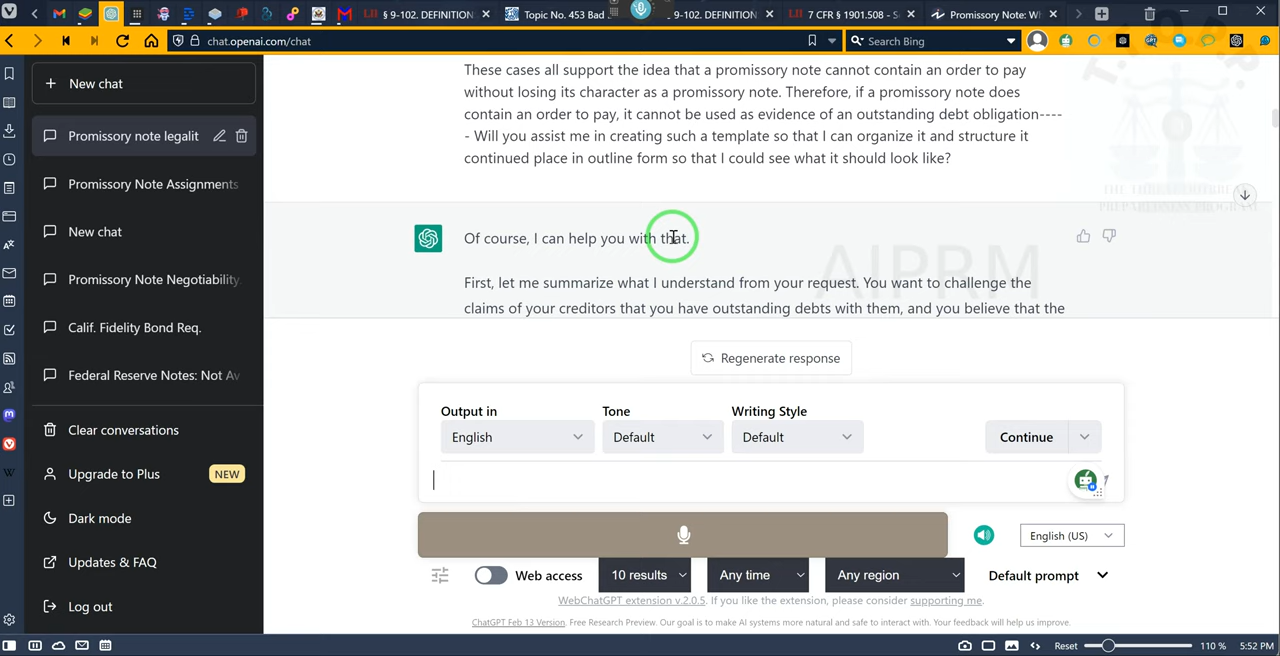 § 9-102. DEFINITION
Topic No. 453 Bad
9-102. DEFINITION
7 CFR § 1901.508 - S
Promissory Note: W
chat.openai.com/chat
Search Bing
New chat
Promissory note legalit
Promissory Note Assignments
New chat
Promissory Note Negotiability.
Calif. Fidelity Bond Req.
Federal Reserve Notes: Not Av
Clear conversations
Upgrade to Plus
NEW
Dark mode
Updates & FAQ
Log out
These cases all support the idea that a promissory note cannot contain an order to pay
without losing its character as a promissory note. Therefore, if a promissory note does
contain an order to pay, it cannot be used as evidence of an outstanding debt obligation----
- Will you assist me in creating such a template so that I can organize it and structure it
continued place in outline form so that I could see what it should look like?
Of course, I can help you with that.
First, let me summarize what I understand from your request. You want to challenge the
claims of your creditors that you have outstanding debts with them, and you believe that the
AIPRM
Regenerate response
Output in
Tone
Writing Style
English
Default
Default
Continue
English (US)
Web access
10 results
Any time
Any region
Default prompt
WebChatGPT extension v.2.0.5. If you like the extension, please consider supporting me.
ChatGPT Feb 13 Version. Free Research Preview. Our goal is to make AI systems more natural and safe to interact with. Your feedback will help us improve.
Reset
110 %
5:52 PM